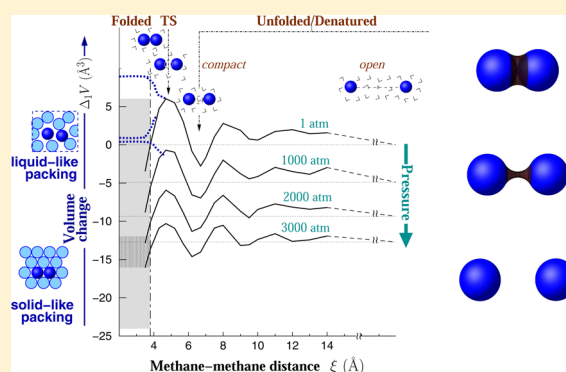 Folded TS Unfolded/Denatured
compact
open
Δ₁V (Å³)
Volume change
liquid−like packing
solid−like packing
5
0
−5
−10
−15
−20
−25
1 atm
1000 atm
2000 atm
3000 atm
Pressure
4 6 8 10 12 14
Methane−methane distance ξ (Å)